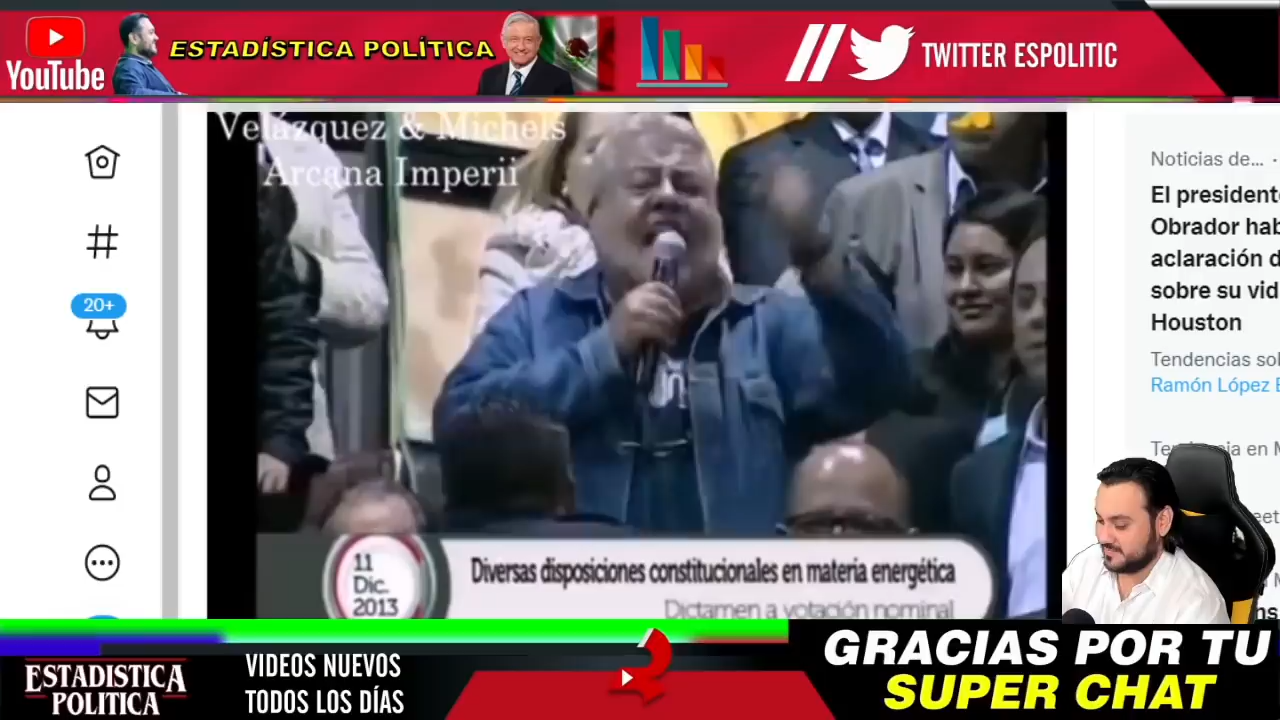 YouTube
ESTADÍSTICA POLÍTICA
TWITTER ESPOLITIC
Velázquez & Michels
Arcana Imperii
20+
Noticias de... ·
El president
Obrador hab
aclaración d
sobre su vid
Houston
Tendencias sol
Ramón López
11
Dic.
2013
Diversas disposiciones constitucionales en materia energética
Dictamen a votación nominal
ESTADISTICA
POLÍTICA
VIDEOS NUEVOS
TODOS LOS DÍAS
GRACIAS POR TU
SUPER CHAT